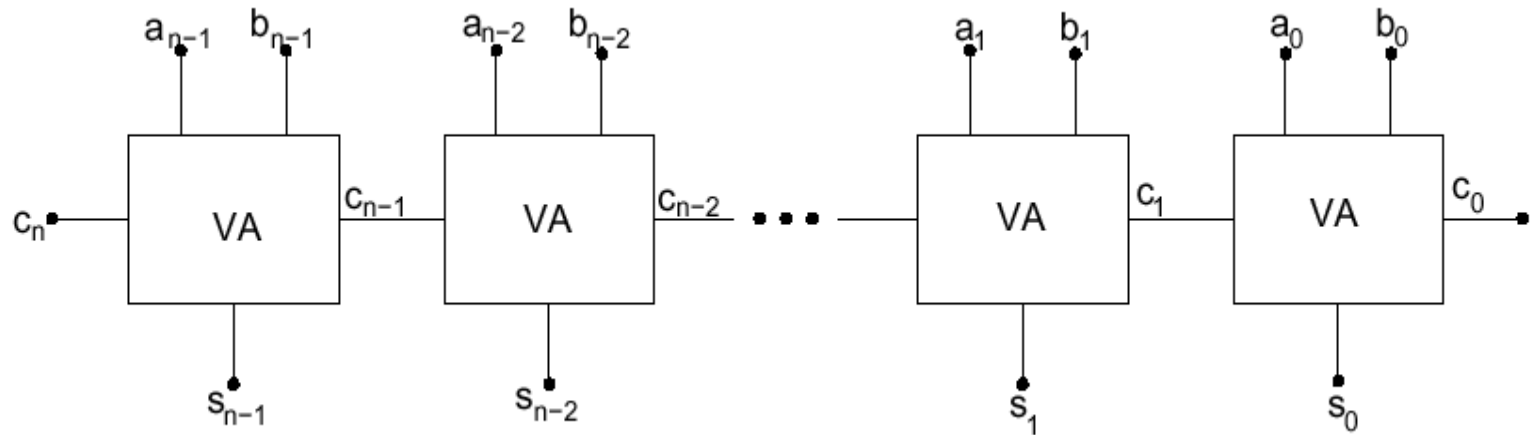 a_{n-1} b_{n-1} a_{n-2} b_{n-2} a_1 b_1 a_0 b_0
c_n VA c_{n-1} VA c_{n-2} ••• VA c_1 VA c_0
s_{n-1} s_{n-2} s_1 s_0